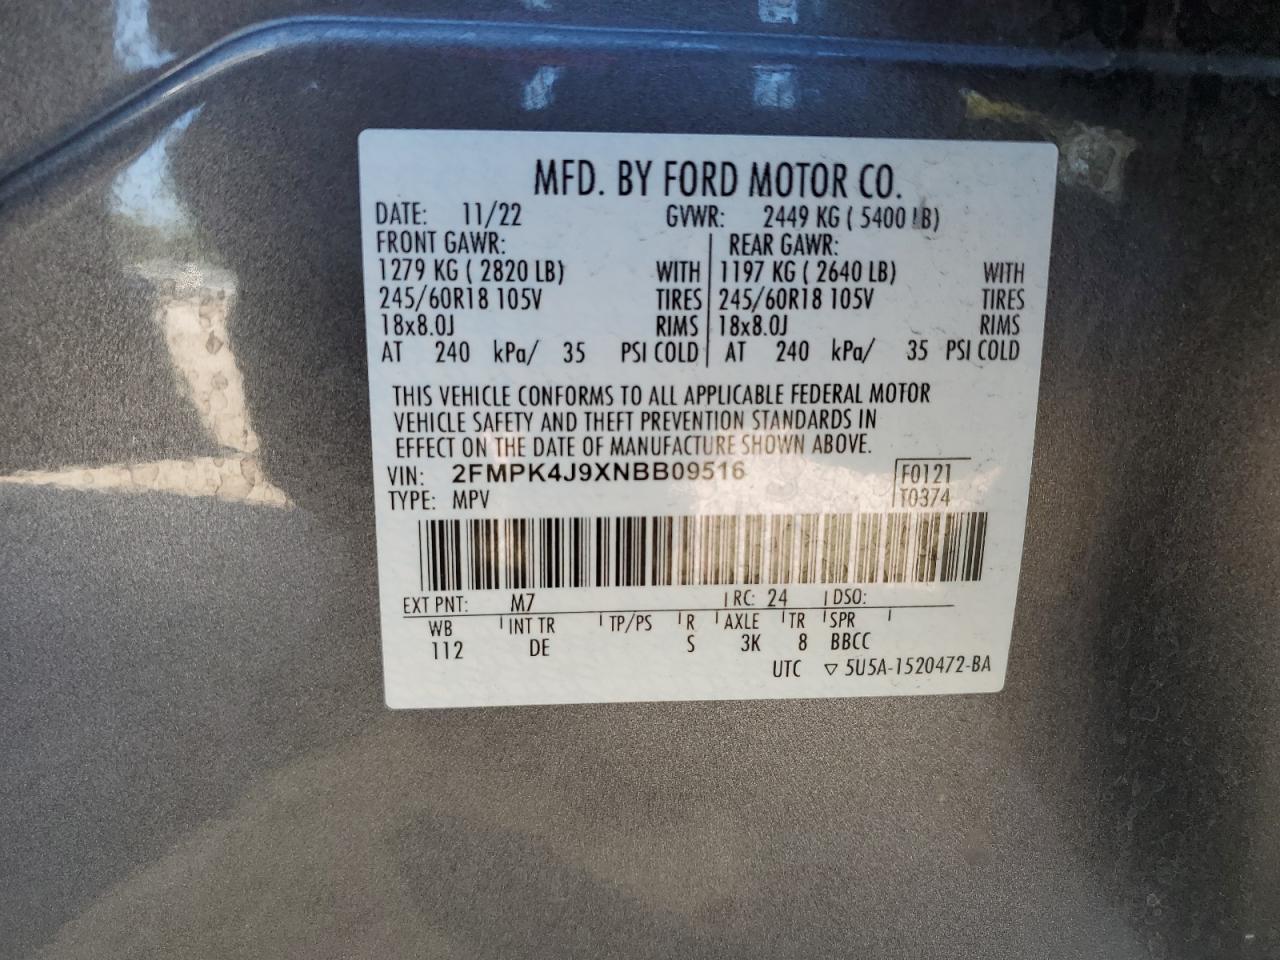 MFD. BY FORD MOTOR CO.
DATE: 11/22 GVWR: 2449 KG ( 5400 LB)
FRONT GAWR: REAR GAWR:
1279 KG ( 2820 LB) WITH 1197 KG ( 2640 LB) WITH
245/60R18 105V TIRES 245/60R18 105V TIRES
18x8.0J RIMS 18x8.0J RIMS
AT 240 kPa/ 35 PSI COLD AT 240 kPa/ 35 PSI COLD
THIS VEHICLE CONFORMS TO ALL APPLICABLE FEDERAL MOTOR
VEHICLE SAFETY AND THEFT PREVENTION STANDARDS IN
EFFECT ON THE DATE OF MANUFACTURE SHOWN ABOVE.
VIN: 2FMPK4J9XNBB09516 F0121
TYPE: MPV T0374
EXT PNT: M7 RC: 24 DSO:
WB INT TR TP/PS R AXLE TR SPR
112 DE S 3K 8 BBCC
UTC ▽ 5U5A-1520472-BA